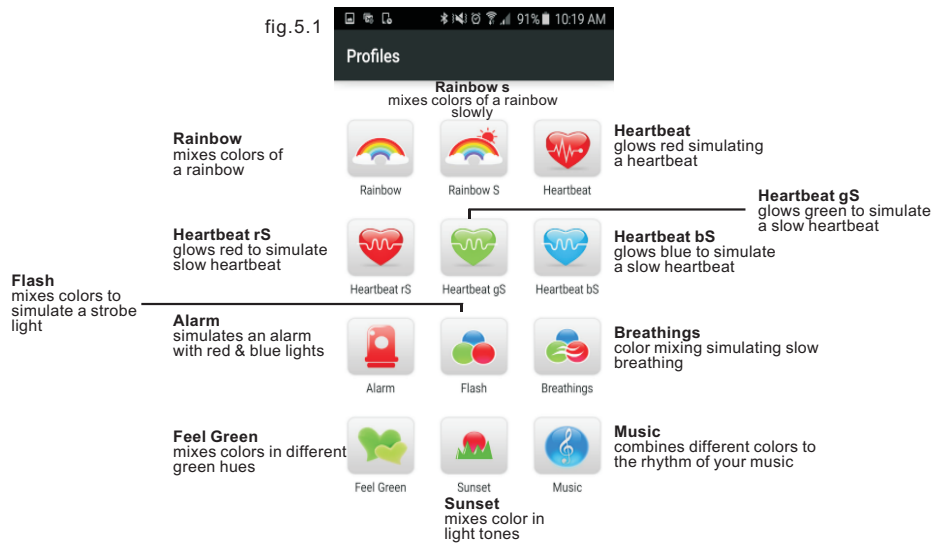 fig.5.1
91% 10:19 AM
Profiles
Rainbow s
mixes colors of a rainbow
slowly
Rainbow
mixes colors of
a rainbow
Heartbeat
glows red simulating
a heartbeat
Rainbow
Rainbow S
Heartbeat
Heartbeat gS
glows green to simulate
a slow heartbeat
Heartbeat rS
glows red to simulate
slow heartbeat
Heartbeat bS
glows blue to simulate
a slow heartbeat
Heartbeat rS
Heartbeat gS
Heartbeat bS
Flash
mixes colors to
simulate a strobe
light
Alarm
simulates an alarm
with red & blue lights
Breathings
color mixing simulating slow
breathing
Alarm
Flash
Breathings
Feel Green
mixes colors in different
green hues
Music
combines different colors to
the rhythm of your music
Feel Green
Sunset
Music
Sunset
mixes color in
light tones